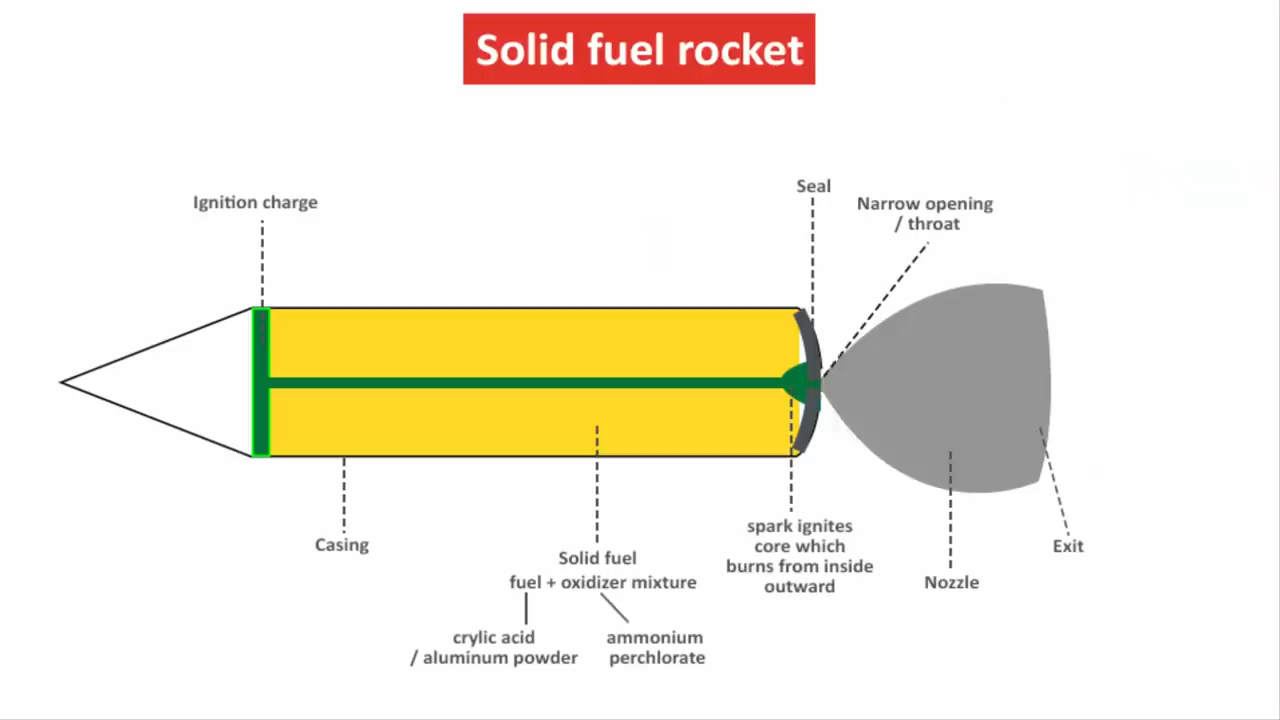 Solid fuel rocket
Seal
Ignition charge
Narrow opening
/ throat
Casing
Solid fuel
fuel + oxidizer mixture
crylic acid
/ aluminum powder
ammonium
perchlorate
spark ignites
core which
burns from inside
outward
Nozzle
Exit